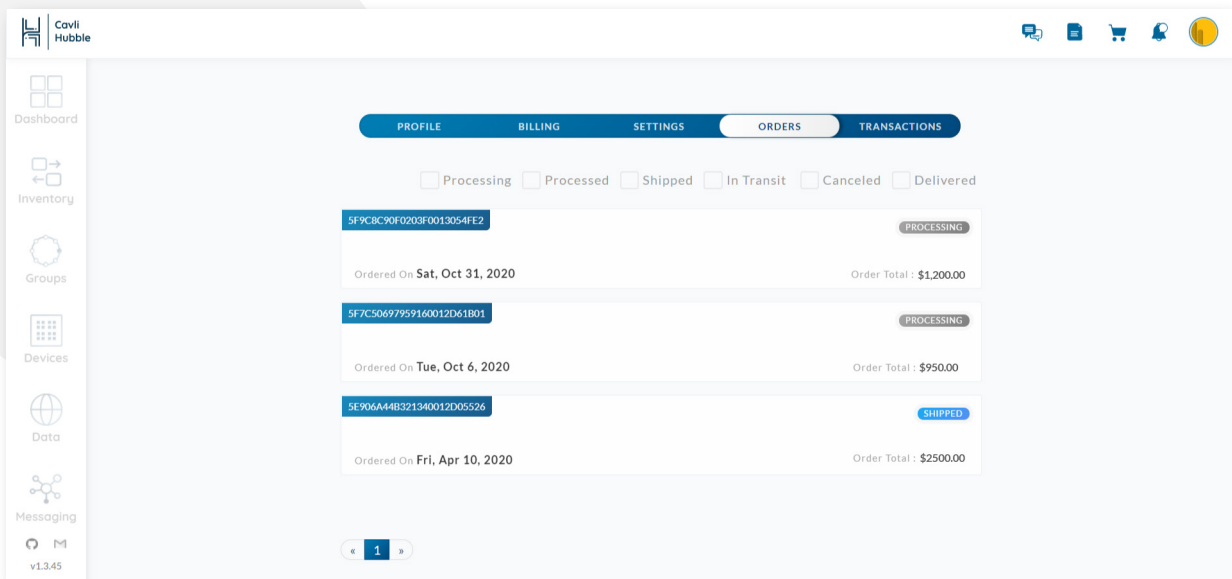 Cavli
Hubble
Dashboard
Inventory
Groups
Devices
Data
Messaging
v1.3.45
PROFILE BILLING SETTINGS ORDERS TRANSACTIONS
Processing Processed Shipped In Transit Canceled Delivered
5F9C8C90F0203F0013054FE2
PROCESSING
Ordered On Sat, Oct 31, 2020 Order Total : $1,200.00
5F7C50697959160012D61B01
PROCESSING
Ordered On Tue, Oct 6, 2020 Order Total : $950.00
5E906A44B321340012D05526
SHIPPED
Ordered On Fri, Apr 10, 2020 Order Total : $2500.00
« 1 »